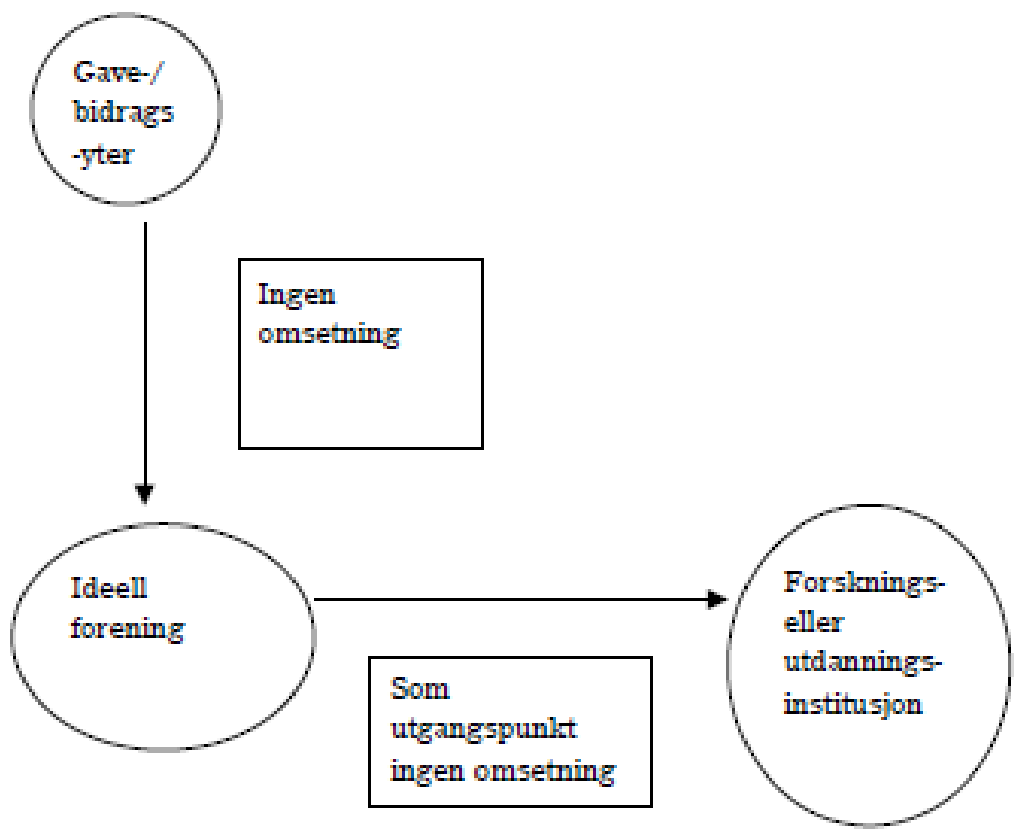 Gave-/
bidrags
-yter
Ingen
omsetning
Ideell
forening
Som
utgangspunkt
ingen omsetning
Forsknings-
eller
utdannings-
institusjon